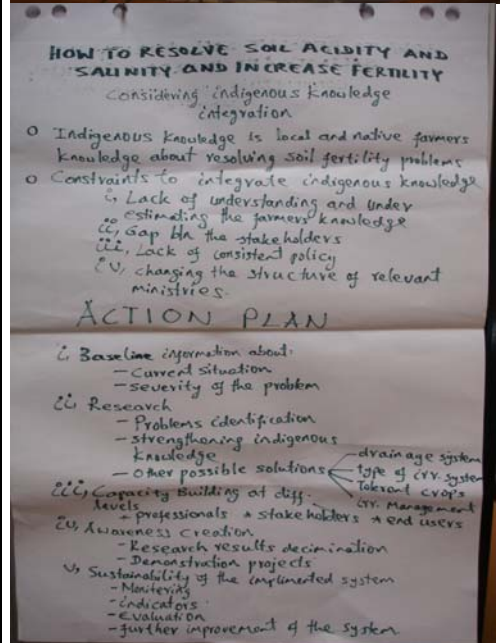 HOW TO RESOLVE SOIL ACIDITY AND
SALINITY AND INCREASE FERTILITY
Considering indigenous knowledge
integration
o Indigenous knowledge is local and native farmers
knowledge about resolving soil fertility problems
o Constraints to integrate indigenous knowledge
i, Lack of understanding and under
estimating the farmers knowledge
ii, Gap btn the stakeholders
iii, Lack of consistent policy
iv, changing the structure of relevant
ministries.
ACTION PLAN
i, Baseline information about:
- Current situation
- severity of the problem
ii, Research
- Problems identification
- strengthening indigenous
knowledge
- Other possible solutions
drainage system
type of irr. system
Tolerant crops
irr. Management
iii, Capacity Building at diff.
levels
+ professionals * stakeholders * end users
iv, Awareness creation
- Research results decimination
- Demonstration projects
v, Sustainability of the implimented system
- Monitering
- indicators
- evaluation
- further improvement of the system.